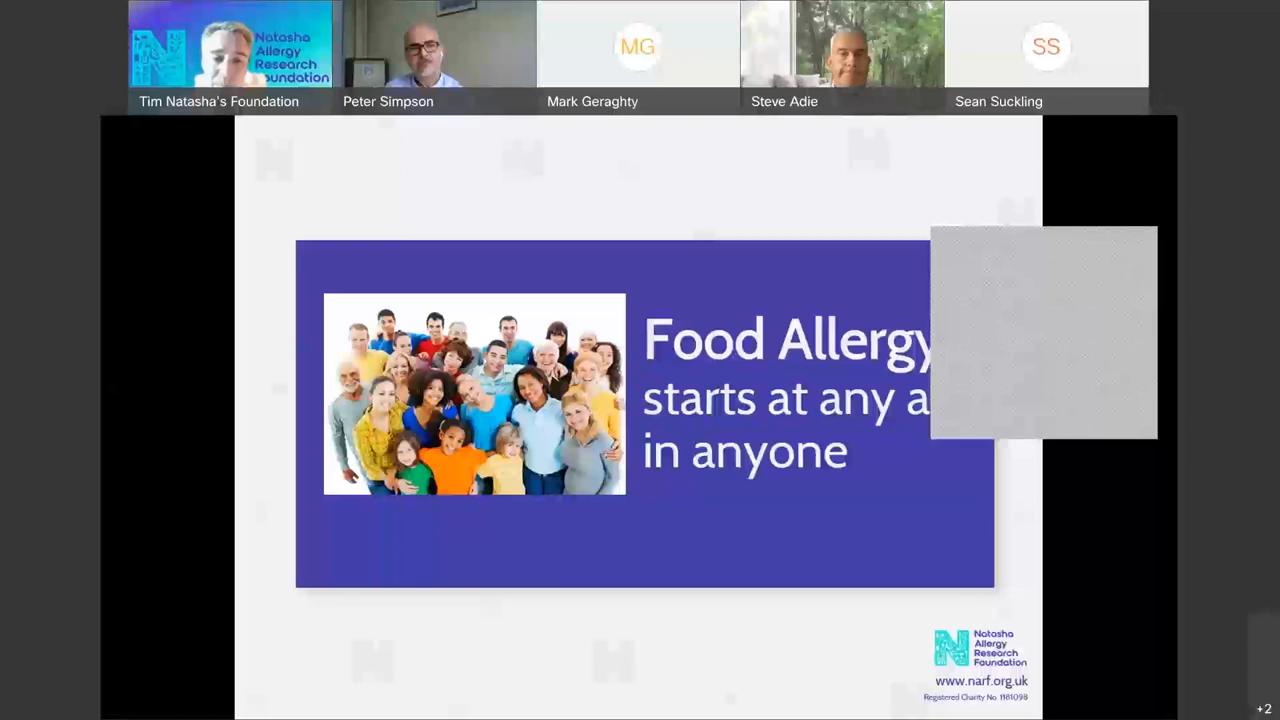 Natasha
Allergy
Research
Foundation
MG
SS
Tim Natasha's Foundation
Peter Simpson
Mark Geraghty
Steve Adie
Sean Suckling
Food Allergy
starts at any a
in anyone
Natasha
Allergy
Research
Foundation
www.narf.org.uk
Registered Charity No. 1181098
+2